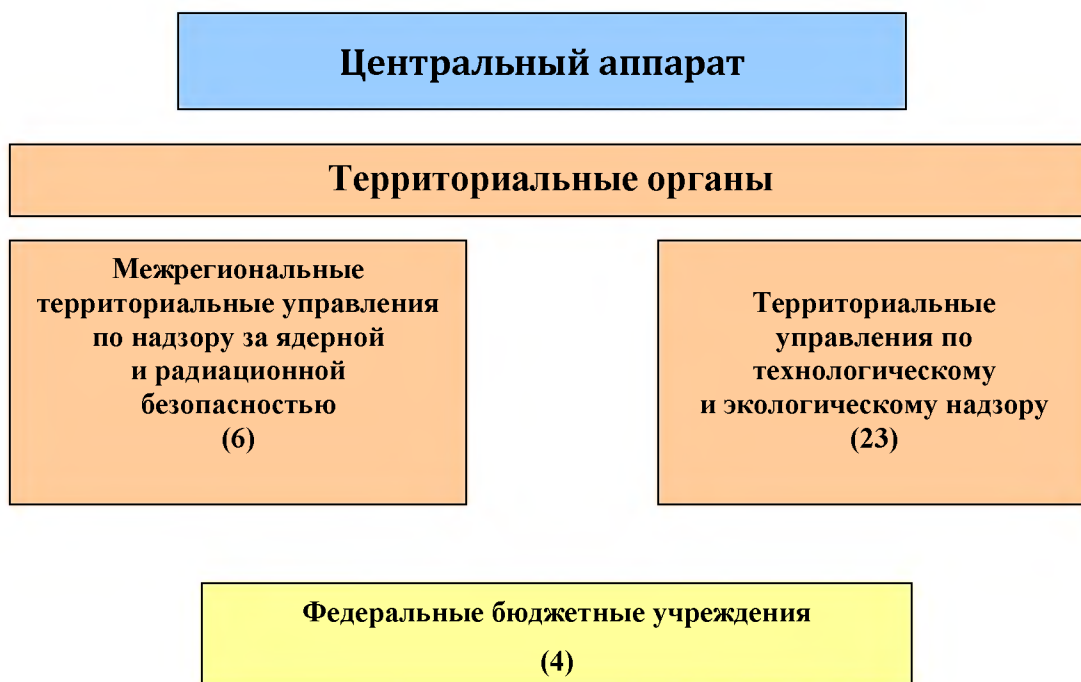 Центральный аппарат
Территориальные органы
Межрегиональные
территориальные управления
по надзору за ядерной
и радиационной
безопасностью
(6)
Территориальные
управления по
технологическому
и экологическому надзору
(23)
Федеральные бюджетные учреждения
(4)